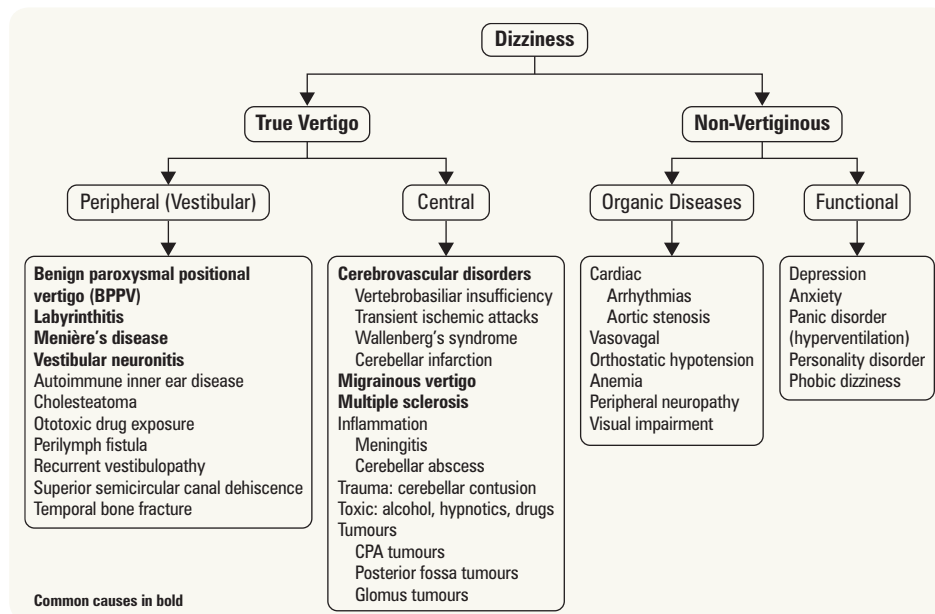 Dizziness
True Vertigo
Non-Vertiginous
Peripheral (Vestibular)
Central
Organic Diseases
Functional
Benign paroxysmal positional
vertigo (BPPV)
Labyrinthitis
Menière's disease
Vestibular neuronitis
Autoimmune inner ear disease
Cholesteatoma
Ototoxic drug exposure
Perilymph fistula
Recurrent vestibulopathy
Superior semicircular canal dehiscence
Temporal bone fracture
Cerebrovascular disorders
Vertebrobasiliar insufficiency
Transient ischemic attacks
Wallenberg's syndrome
Cerebellar infarction
Migrainous vertigo
Multiple sclerosis
Inflammation
Meningitis
Cerebellar abscess
Trauma: cerebellar contusion
Toxic: alcohol, hypnotics, drugs
Tumours
CPA tumours
Posterior fossa tumours
Glomus tumours
Cardiac
Arrhythmias
Aortic stenosis
Vasovagal
Orthostatic hypotension
Anemia
Peripheral neuropathy
Visual impairment
Depression
Anxiety
Panic disorder
(hyperventilation)
Personality disorder
Phobic dizziness
Common causes in bold